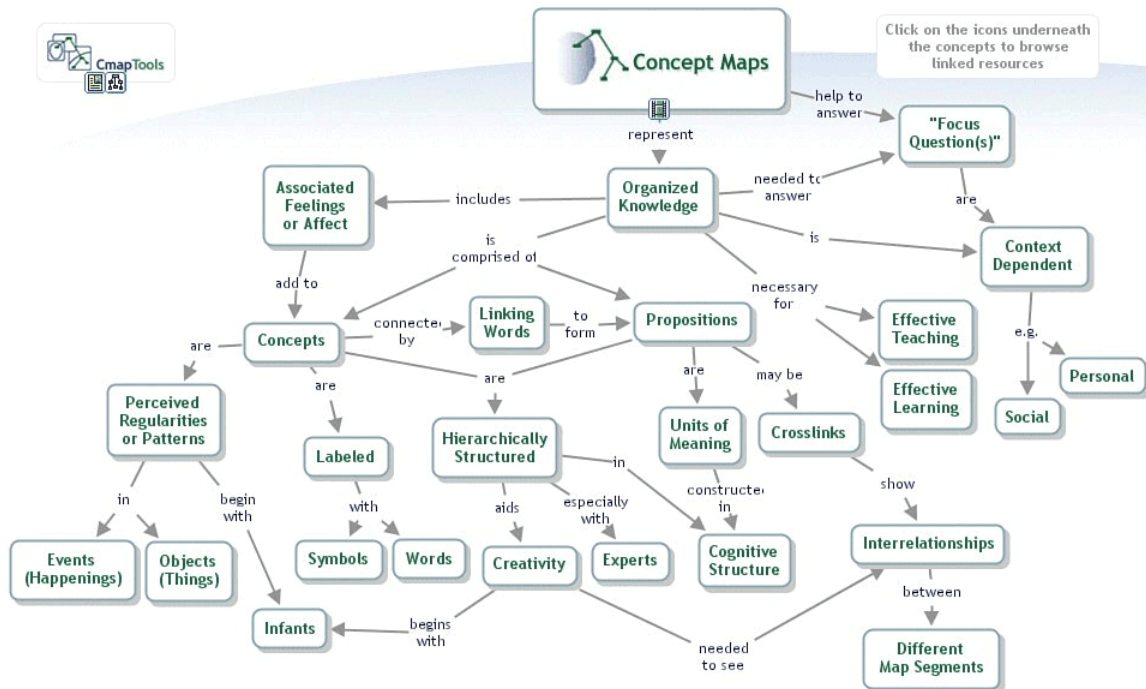 CmapTools
Concept Maps
Click on the icons underneath
the concepts to browse
linked resources
help to
answer
represent
"Focus
Question(s)"
Associated
Feelings
or Affect
includes
Organized
Knowledge
needed to
answer
are
is
Context
Dependent
is
comprised of
add to
necessary
for
Concepts
connected
by
Linking
Words
to
form
Propositions
Effective
Teaching
e.g.
are
are
are
are
may be
Effective
Learning
Personal
Social
Perceived
Regularities
or Patterns
Labeled
Hierarchically
Structured
Units of
Meaning
Crosslinks
in
in
begin
with
with
aids
especially
with
constructed
in
show
Events
(Happenings)
Objects
(Things)
Symbols
Words
Creativity
Experts
Cognitive
Structure
Interrelationships
between
Infants
begins
with
needed
to see
Different
Map Segments